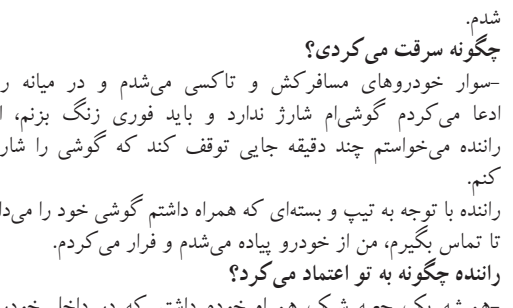 شدم.
چگونه سرقت می‌کردی؟
-سوار خودروهای مسافرکش و تاکسی می‌شدم و در میانه
ادعا می‌کردم گوشی‌ام شارژ ندارد و باید فوری زنگ بزنم،
راننده می‌خواستم چند دقیقه جایی توقف کند که گوشی را
کنم.
راننده با توجه به تیپ و بسته‌ای که همراه داشتم گوشی خود را
تا تماس بگیرم، من از خودرو پیاده می‌شدم و فرار می‌کردم.
راننده چگونه به تو اعتماد می‌کرد؟